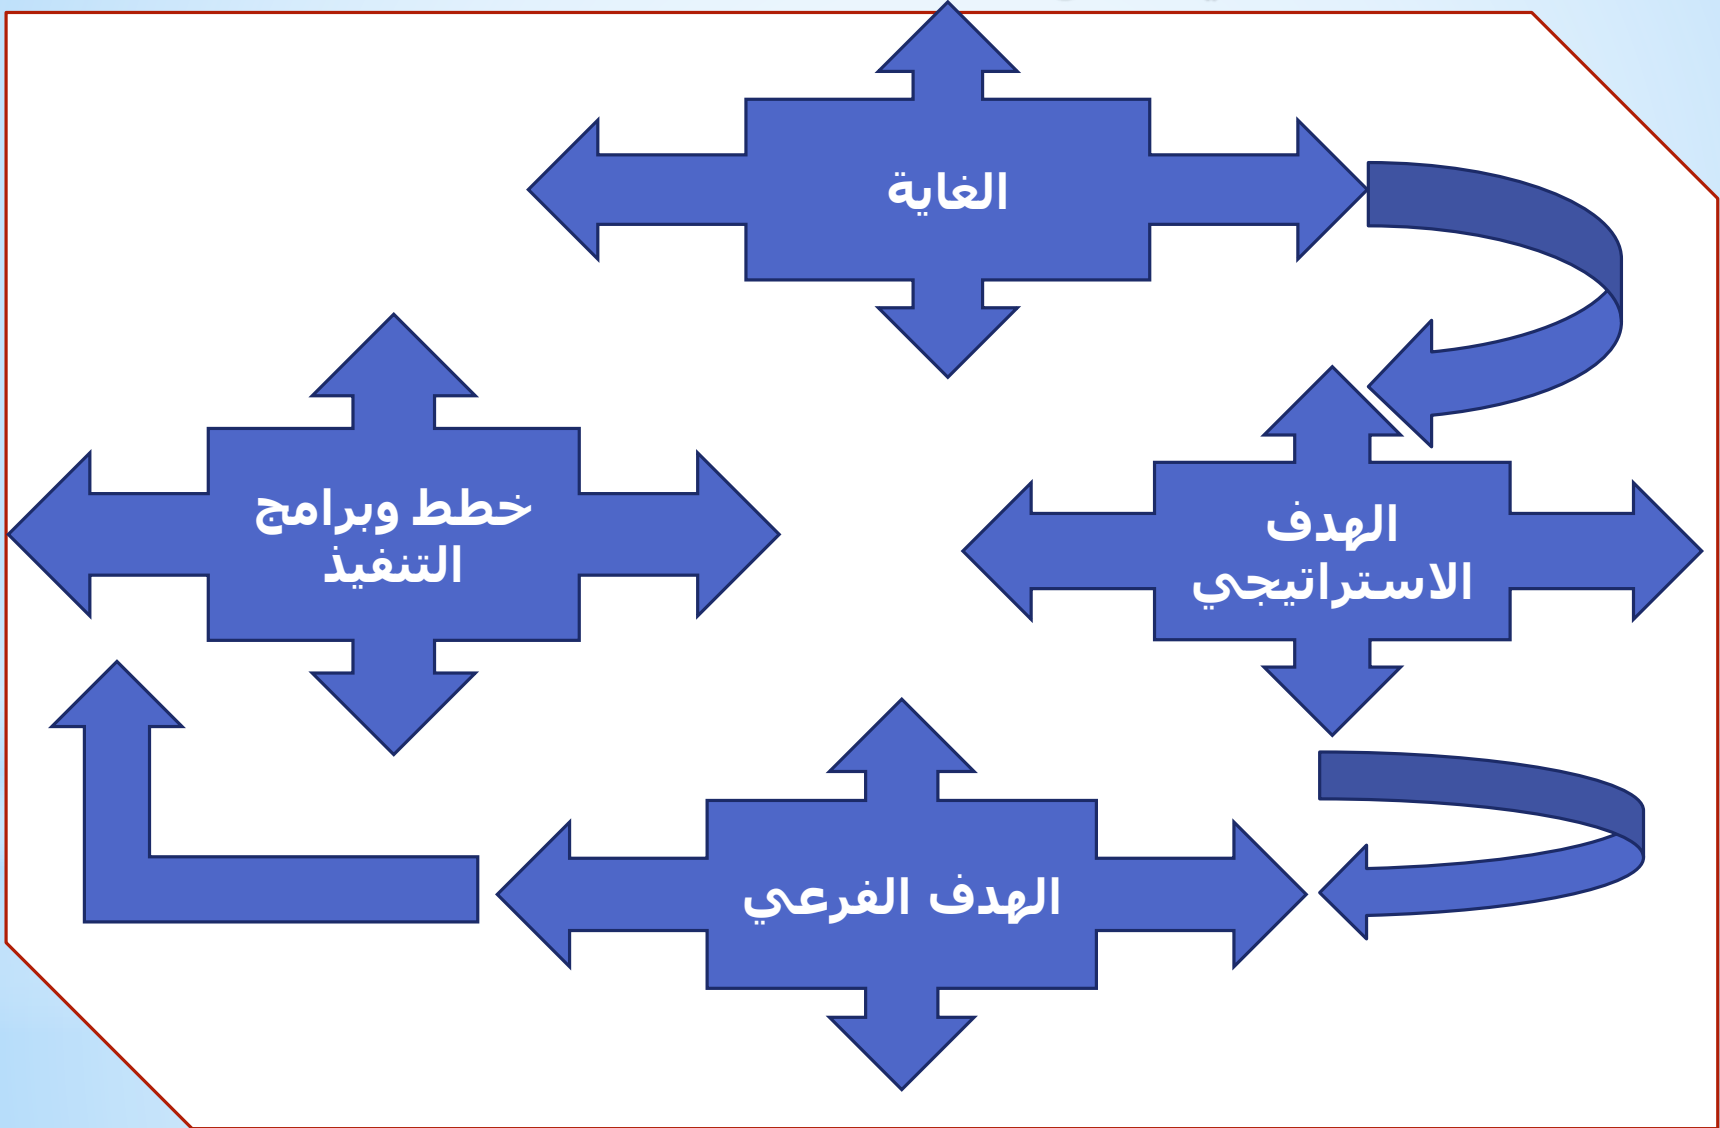 الغاية
الهدف
الاستراتيجي
خطط وبرامج
التنفيذ
الهدف الفرعي